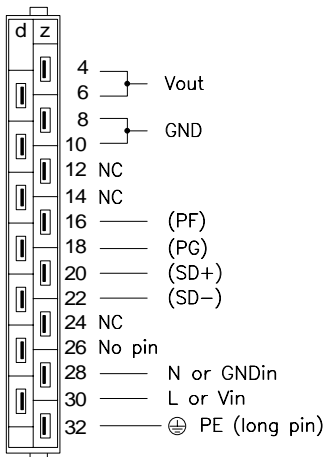 d z
4
Vout
6
8
GND
10
12 NC
14 NC
16 (PF)
18 (PG)
20 (SD+)
22 (SD−)
24 NC
26 No pin
28 N or GNDin
30 L or Vin
32 PE (long pin)